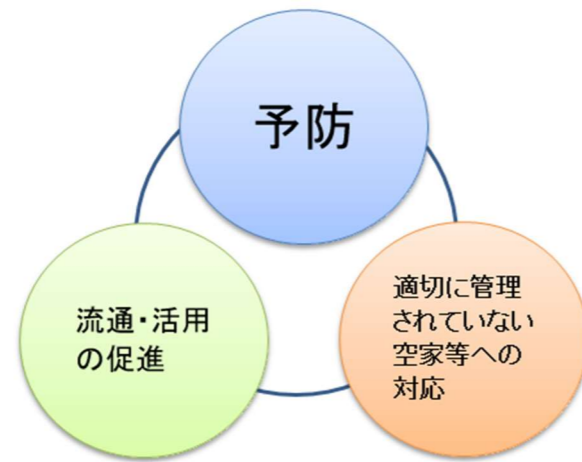 予防
流通・活用
の促進
適切に管理
されていない
空家等への
対応